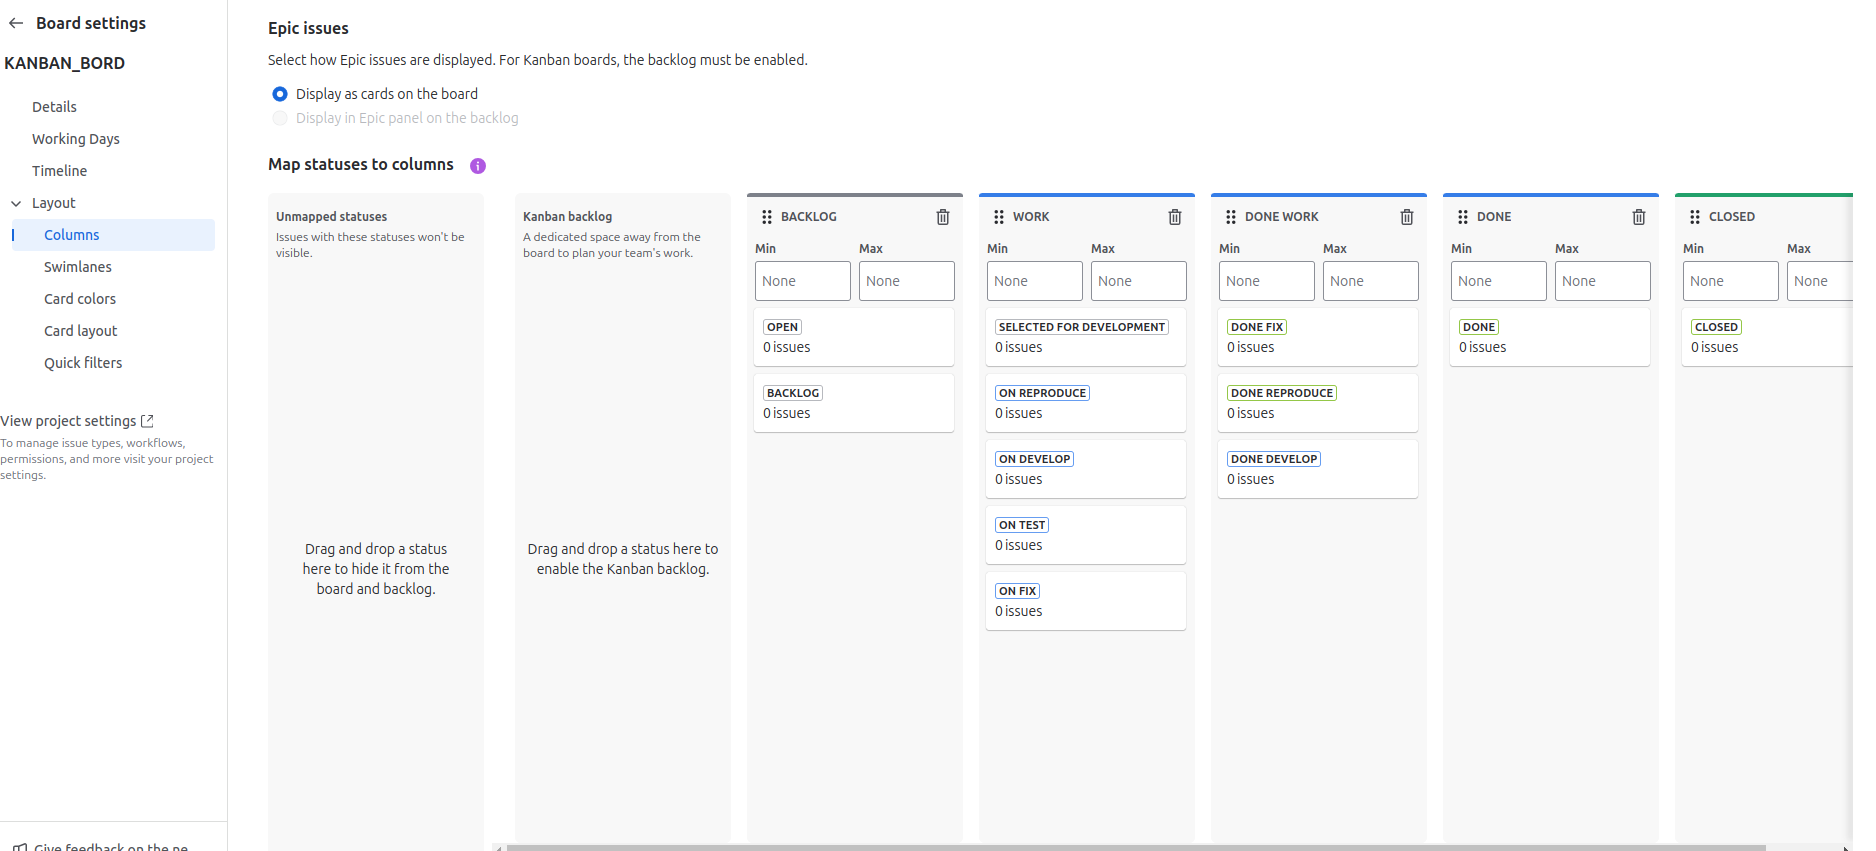 Board settings
KANBAN_BORD
Details
Working Days
Timeline
Layout
Columns
Swimlanes
Card colors
Card layout
Quick filters
View project settings
To manage issue types, workflows,
permissions, and more visit your project
settings.
Give feedback on the ne
Epic issues
Select how Epic issues are displayed. For Kanban boards, the backlog must be enabled.
Display as cards on the board
Display in Epic panel on the backlog
Map statuses to columns
Unmapped statuses
Issues with these statuses won't be
visible.
Drag and drop a status
here to hide it from the
board and backlog.
Kanban backlog
A dedicated space away from the
board to plan your team's work.
Drag and drop a status here to
enable the Kanban backlog.
BACKLOG
Min Max
None None
OPEN
0 issues
BACKLOG
0 issues
WORK
Min Max
None None
SELECTED FOR DEVELOPMENT
0 issues
ON REPRODUCE
0 issues
ON DEVELOP
0 issues
ON TEST
0 issues
ON FIX
0 issues
DONE WORK
Min Max
None None
DONE FIX
0 issues
DONE REPRODUCE
0 issues
DONE DEVELOP
0 issues
DONE
Min Max
None None
DONE
0 issues
CLOSED
Min Max
None None
CLOSED
0 issues